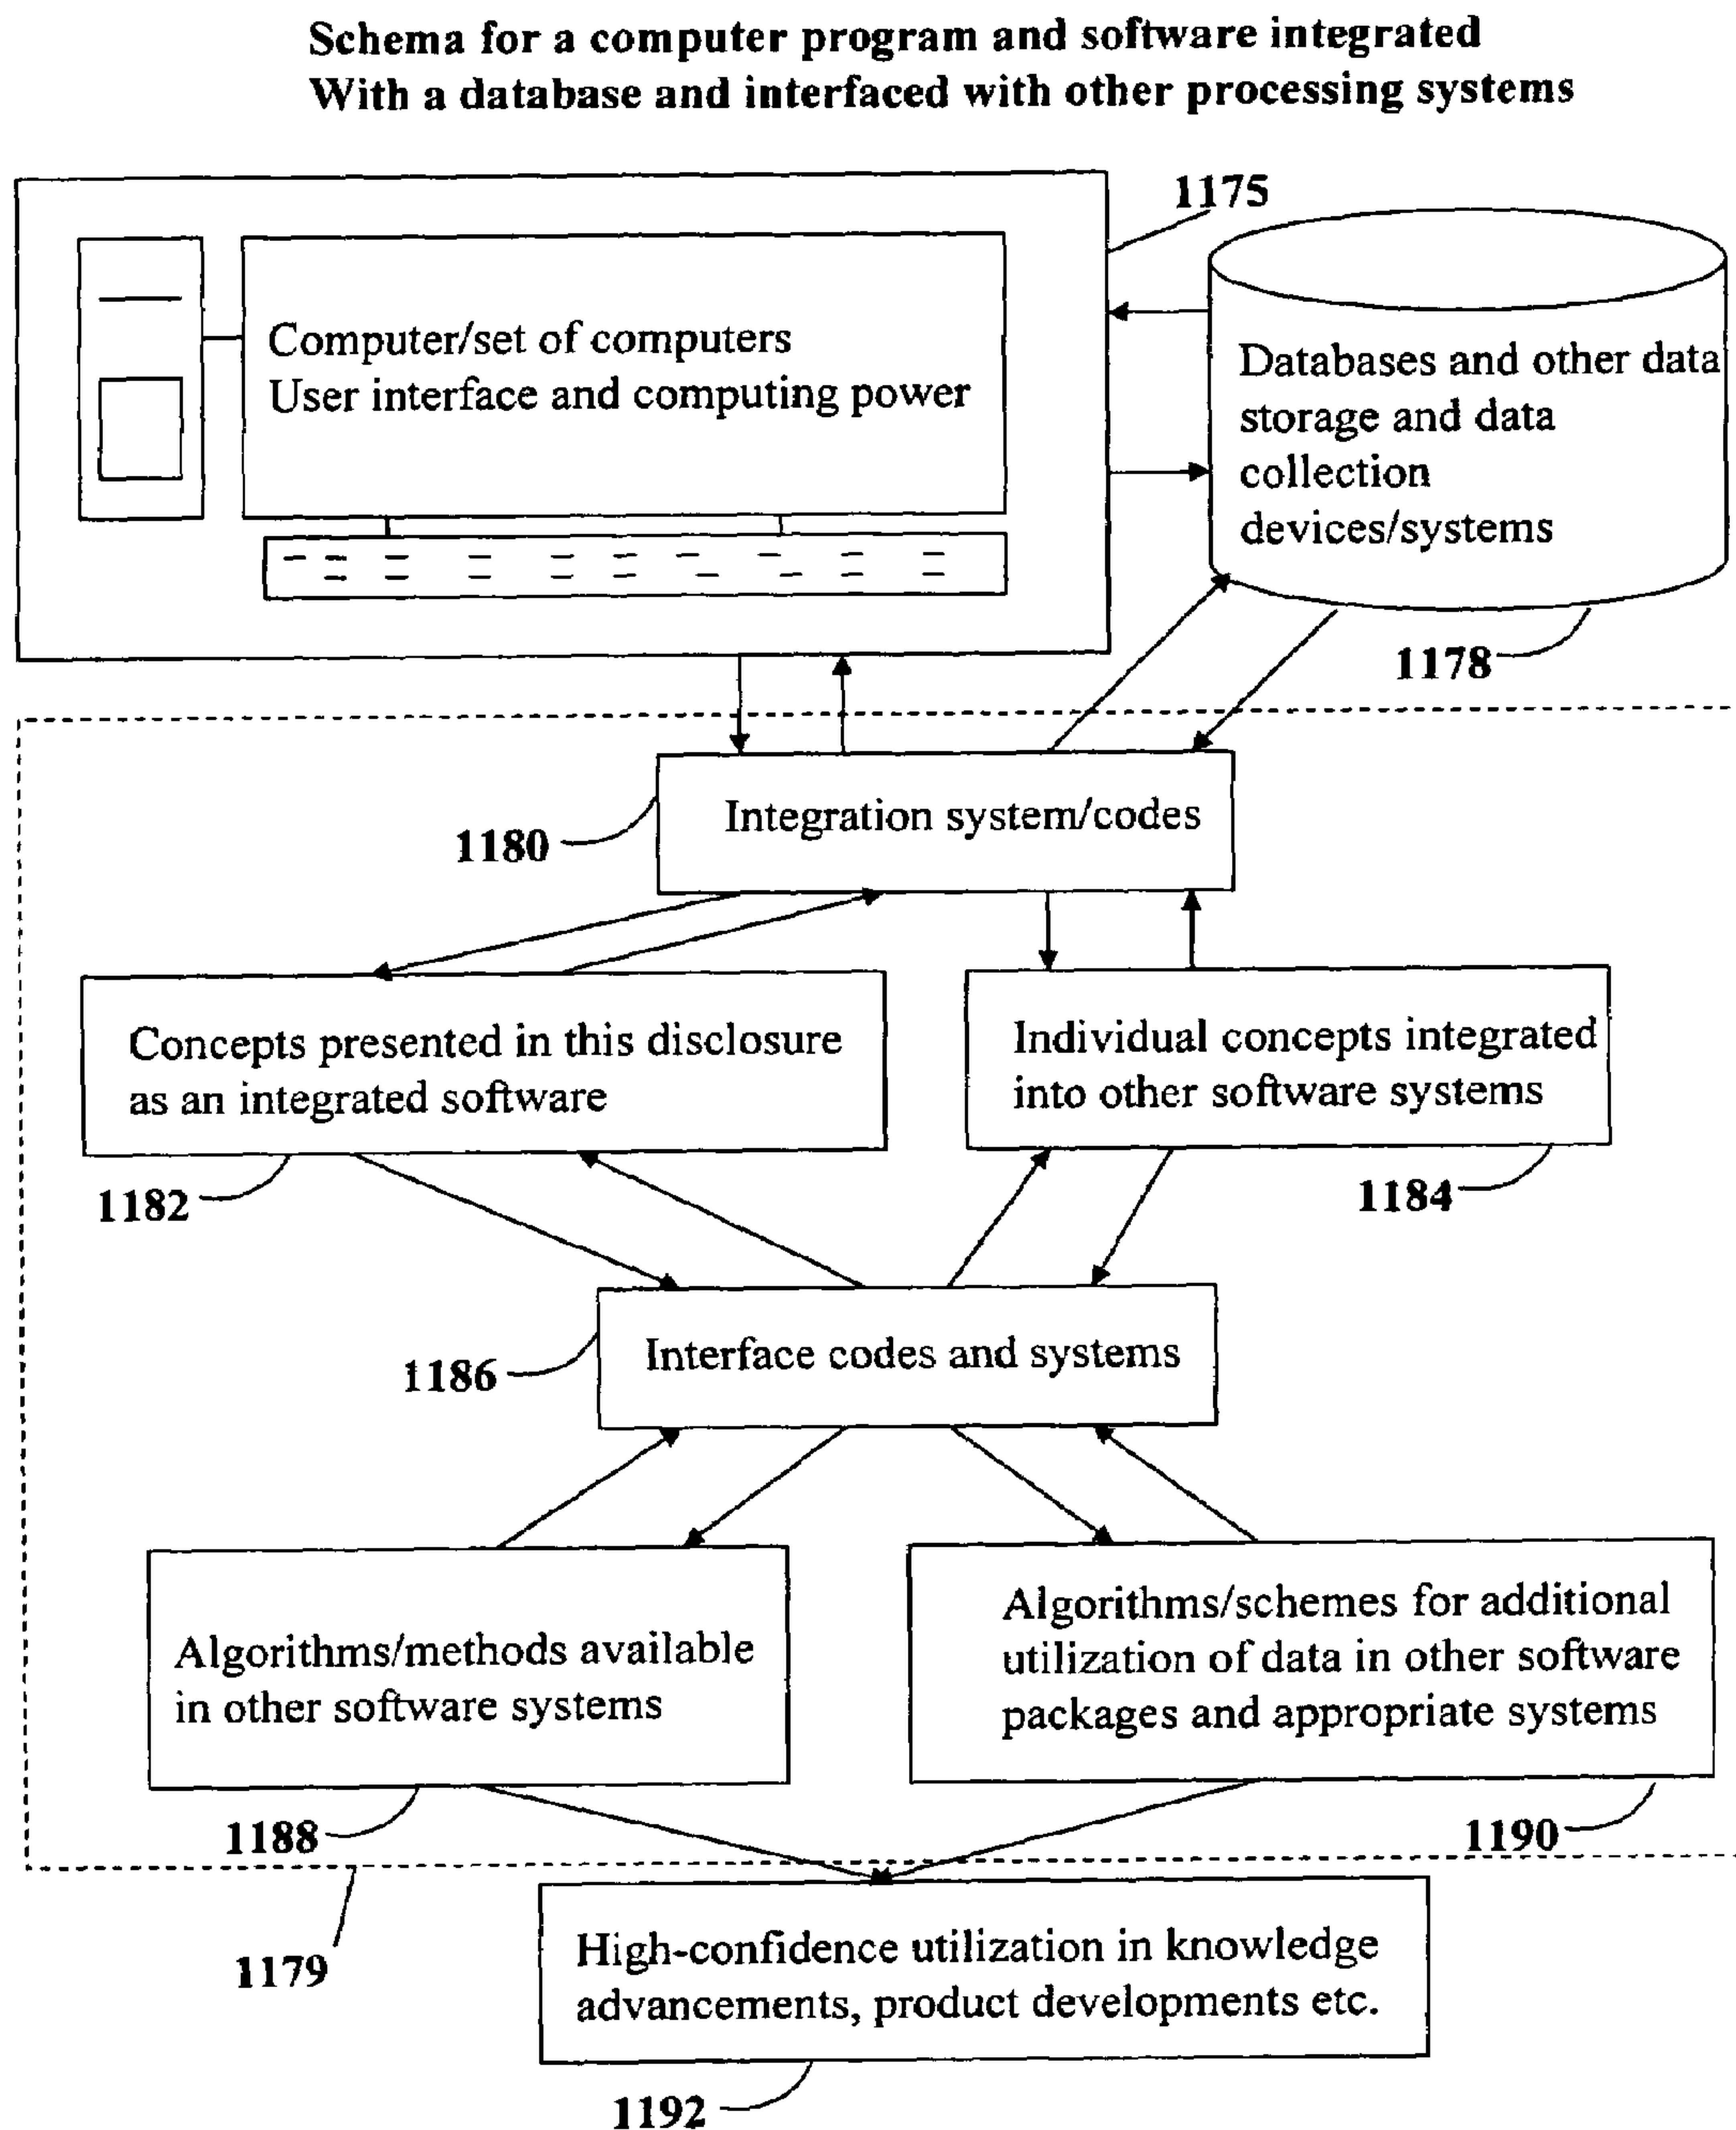 Schema for a computer program and software integrated
With a database and interfaced with other processing systems
1175
Computer/set of computers
User interface and computing power
Databases and other data
storage and data
collection
devices/systems
1178
Integration system/codes
1180
Concepts presented in this disclosure
as an integrated software
Individual concepts integrated
into other software systems
1182
1184
Interface codes and systems
1186
Algorithms/methods available
in other software systems
Algorithms/schemes for additional
utilization of data in other software
packages and appropriate systems
1188
1190
1179
High-confidence utilization in knowledge
advancements, product developments etc.
1192